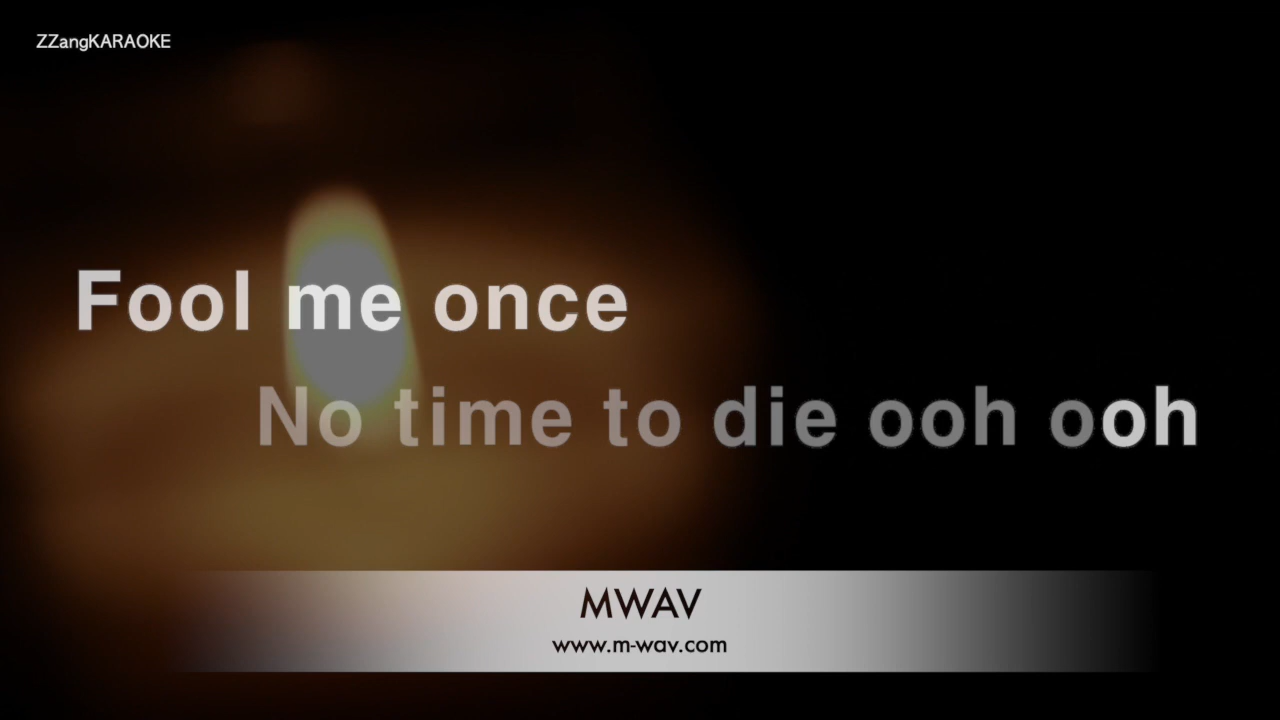 ZZangKARAOKE
Fool me once
No time to die ooh ooh
MWAV
www.m-wav.com